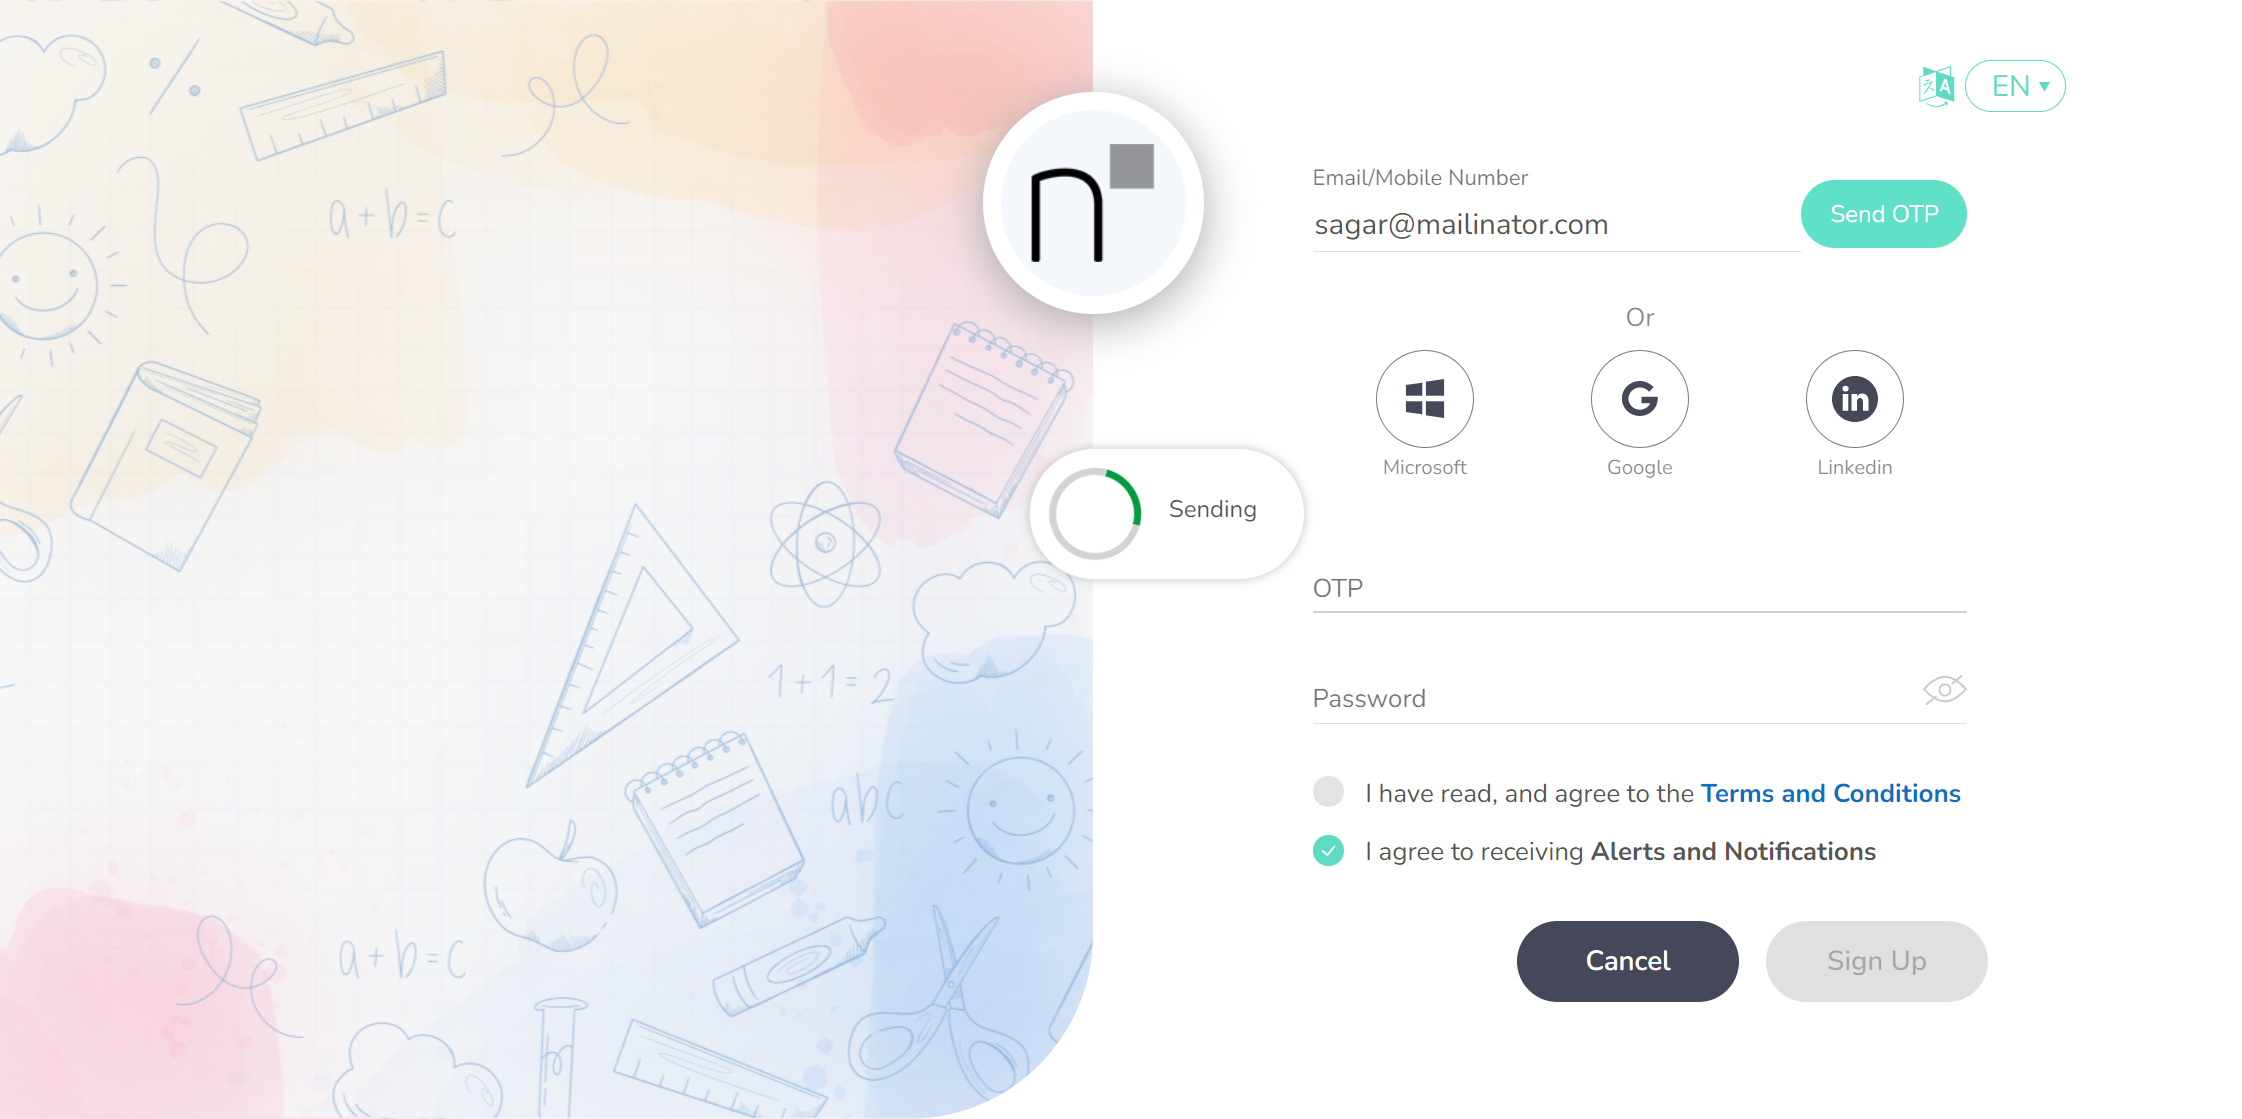 EN
Email/Mobile Number
sagar@mailinator.com
Send OTP
Or
Microsoft
Google
Linkedin
Sending
OTP
Password
I have read, and agree to the Terms and Conditions
I agree to receiving Alerts and Notifications
Cancel
Sign Up
n
a+b=c
1+1=2
abc
a+b=c